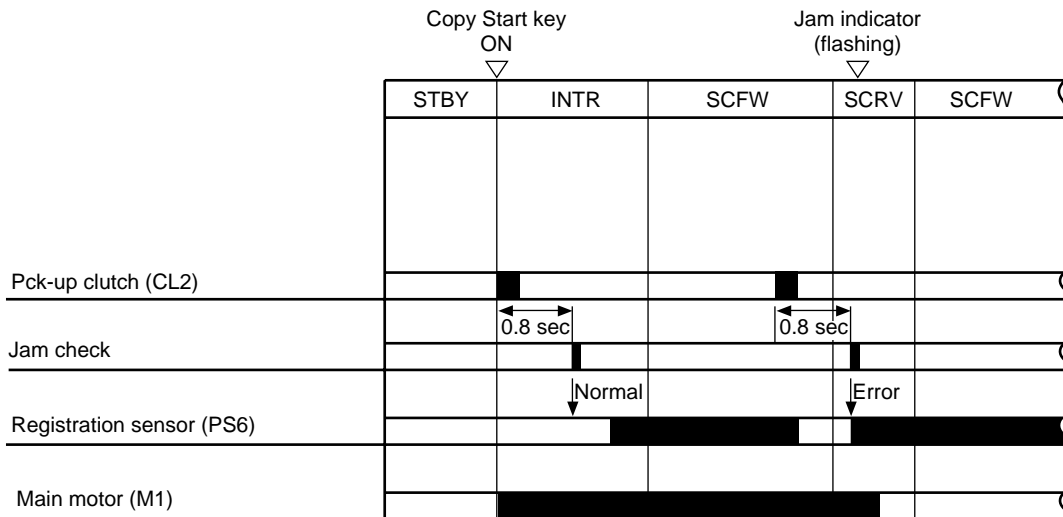 Copy Start key
ON
Jam indicator
(flashing)
STBY INTR SCFW SCRV SCFW
Pck-up clutch (CL2)
0.8 sec 0.8 sec
Jam check
Normal Error
Registration sensor (PS6)
Main motor (M1)